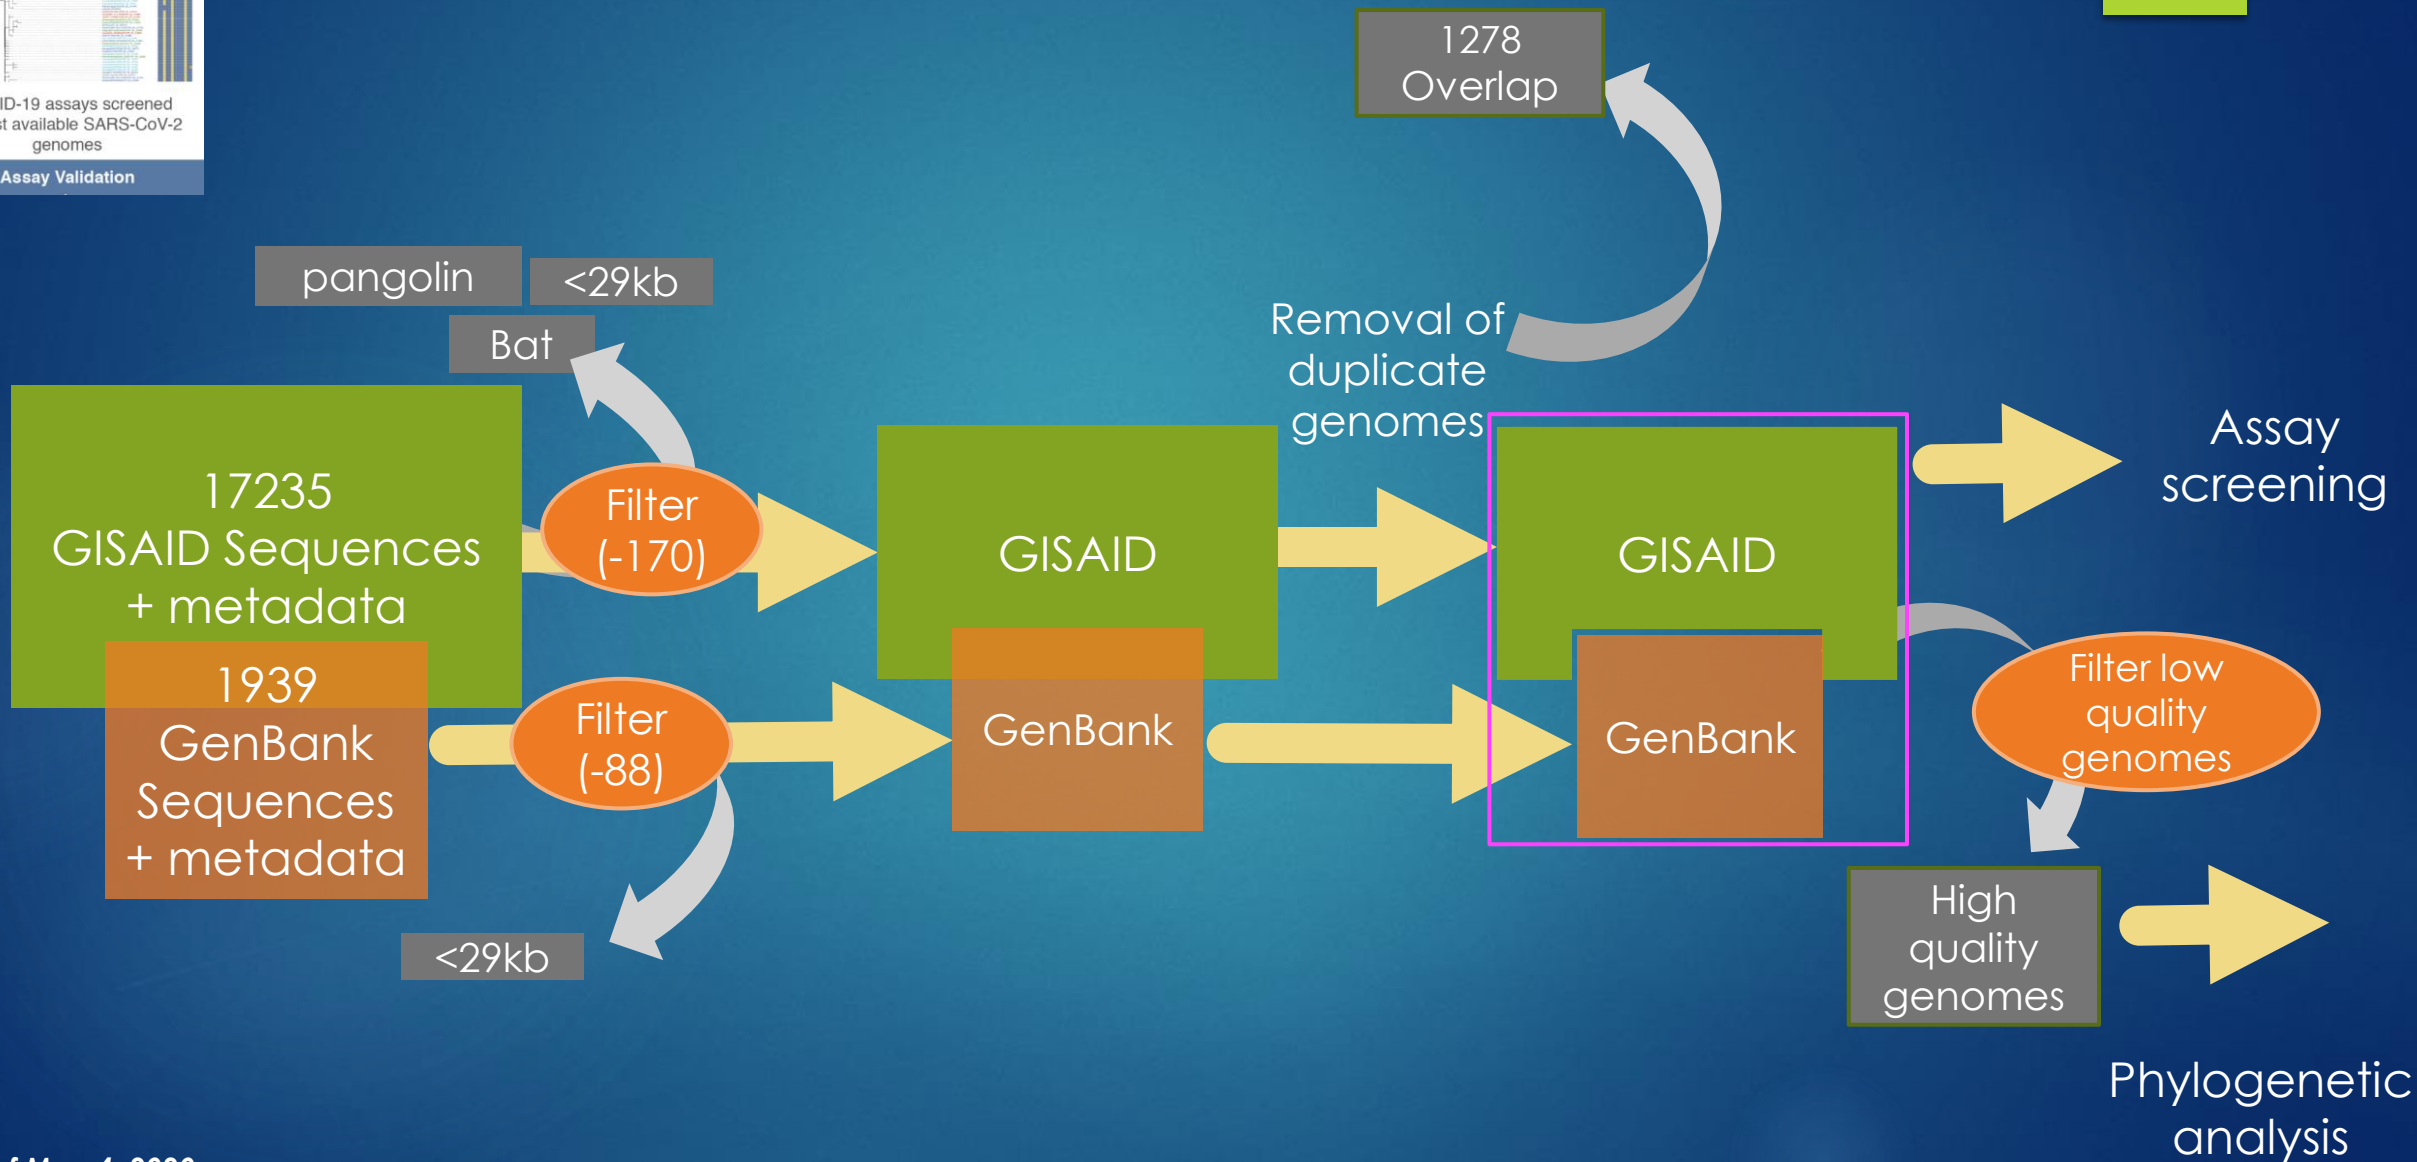 ID-19 assays screened
st available SARS-CoV-2
genomes
Assay Validation
1278
Overlap
pangolin
<29kb
Bat
Removal of
duplicate
genomes
17235
GISAID Sequences
+ metadata
Filter
(-170)
GISAID
GISAID
Assay
screening
1939
GenBank
Sequences
+ metadata
Filter
(-88)
GenBank
GenBank
Filter low
quality
genomes
<29kb
High
quality
genomes
Phylogenetic
analysis